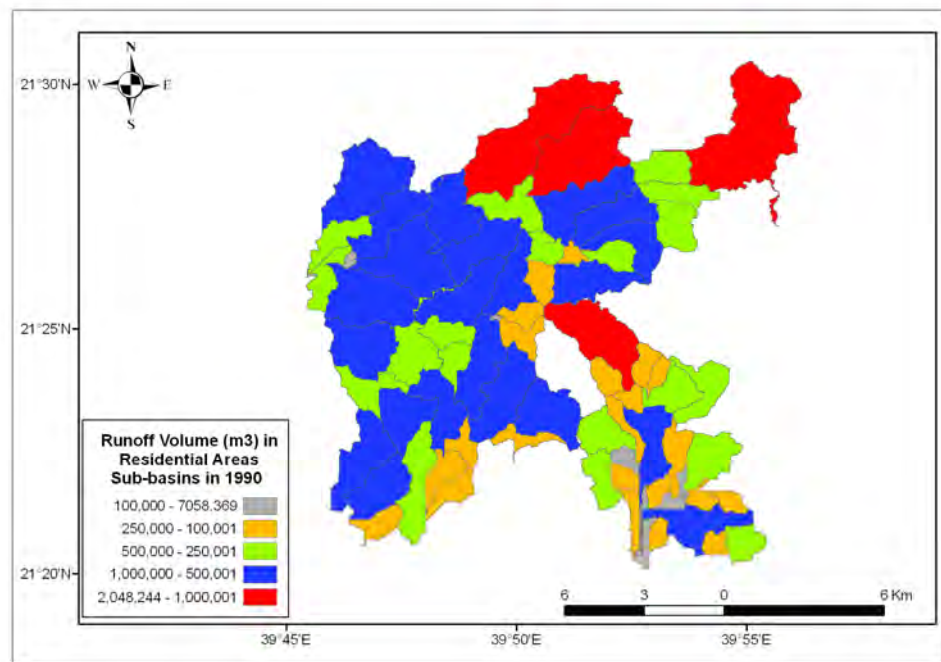 N
W E
S
21°30'N
21°25'N
21°20'N
Runoff Volume (m3) in
Residential Areas
Sub-basins in 1990
100,000 - 7058.369
250,000 - 100,001
500,000 - 250,001
1,000,000 - 500,001
2,048,244 - 1,000,001
6 3 0 6 Km
39°45'E 39°50'E 39°55'E